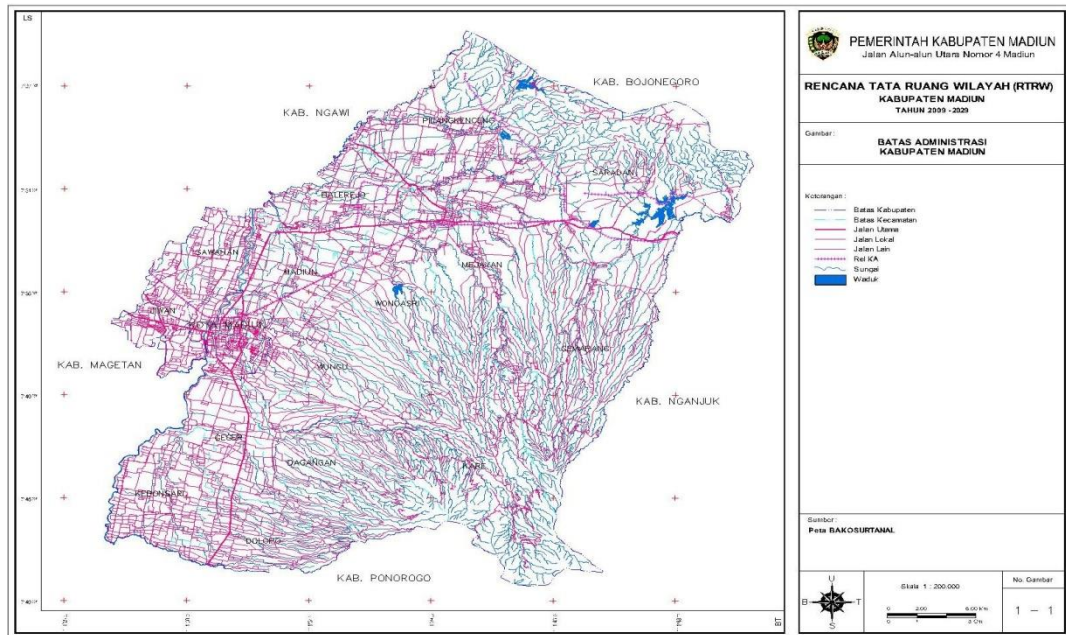 LS
KAB. BOJONEGORO
KAB. NGAWI
PILANGKENCENG
SARADAN
BALEREJO
SAWAHAN
MADIUN
MEJAYAN
WONOASRI
JIWAN
KOTA MADIUN
GEMARANG
KAB. MAGETAN
WUNGU
KAB. NGANJUK
GEGER
DAGANGAN
KARE
KEBONSARI
DOLOPO
KAB. PONOROGO
BT
PEMERINTAH KABUPATEN MADIUN
Jalan Alun-alun Utara Nomor 4 Madiun
RENCANA TATA RUANG WILAYAH (RTRW)
KABUPATEN MADIUN
TAHUN 2009 -2029
Gambar :
BATAS ADMINISTRASI
KABUPATEN MADIUN
Keterangan :
Batas Kabupaten
Batas Kecamatan
Jalan Utama
Jalan Lokal
Jalan Lain
Rel KA
Sungai
Waduk
Sumber :
Peta BAKOSURTANAL
U
B T
S
Skala 1 : 200.000
No. Gambar
1 - 1